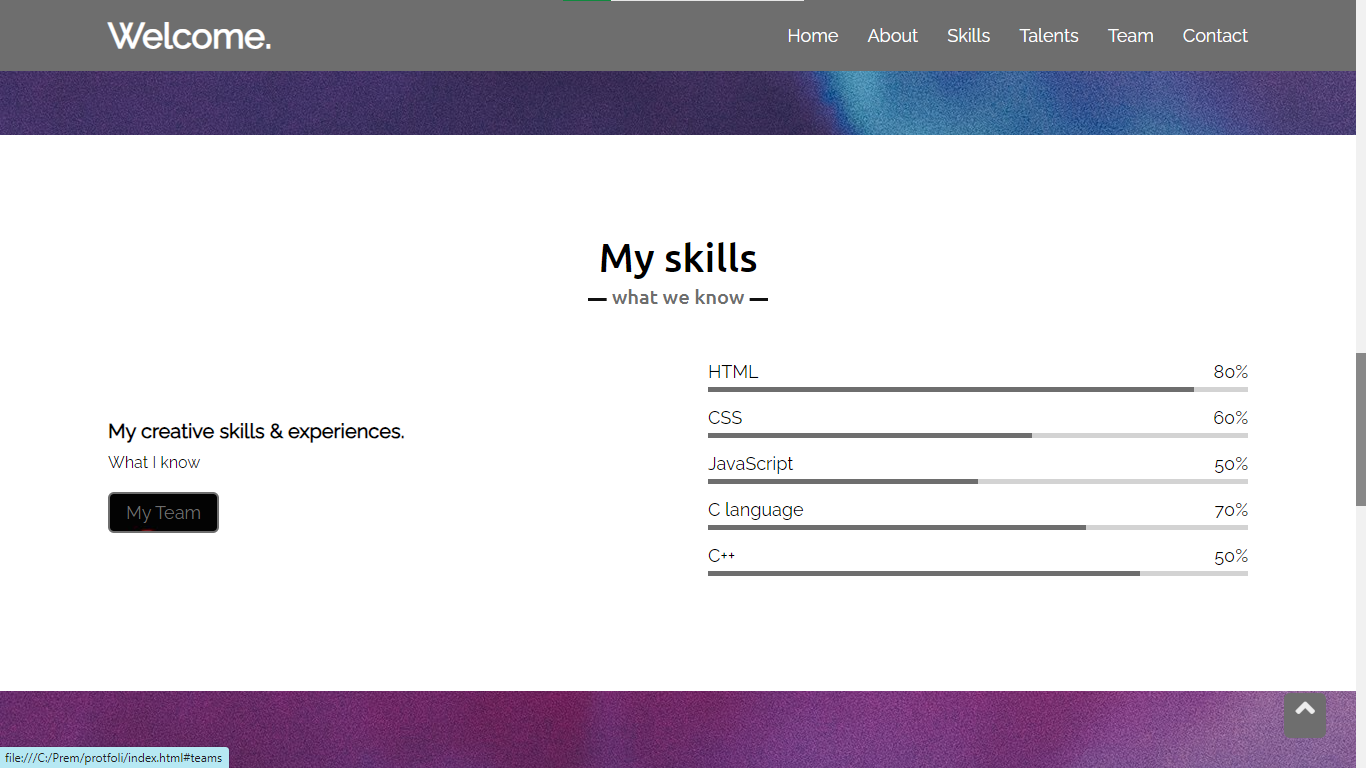 Welcome.
Home About Skills Talents Team Contact
My skills
what we know
My creative skills & experiences.
What I know
My Team
HTML 80%
CSS 60%
JavaScript 50%
C language 70%
C++ 50%
file:///C:/Prem/protfoli/index.html#teams